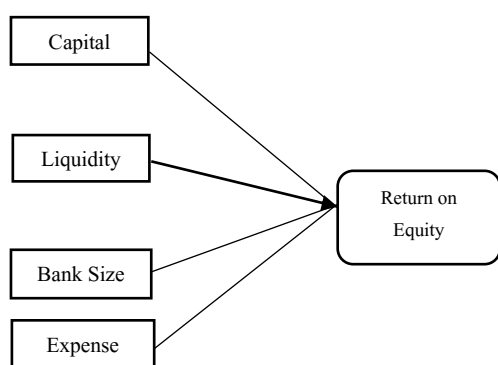 Capital
Liquidity
Return on
Equity
Bank Size
Expense